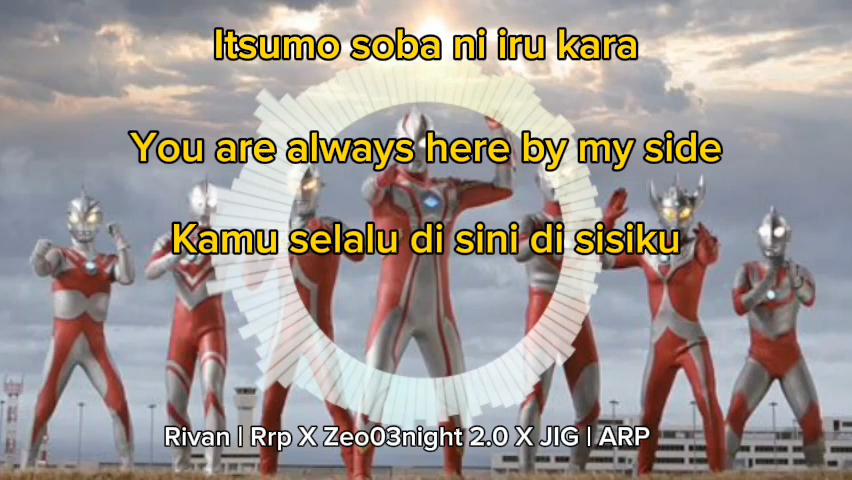 Itsumo soba ni iru kara
You are always here by my side
Kamu selalu di sini di sisiku
Rivan | Rrp X Zeo03night 2.0 X JIG | ARP